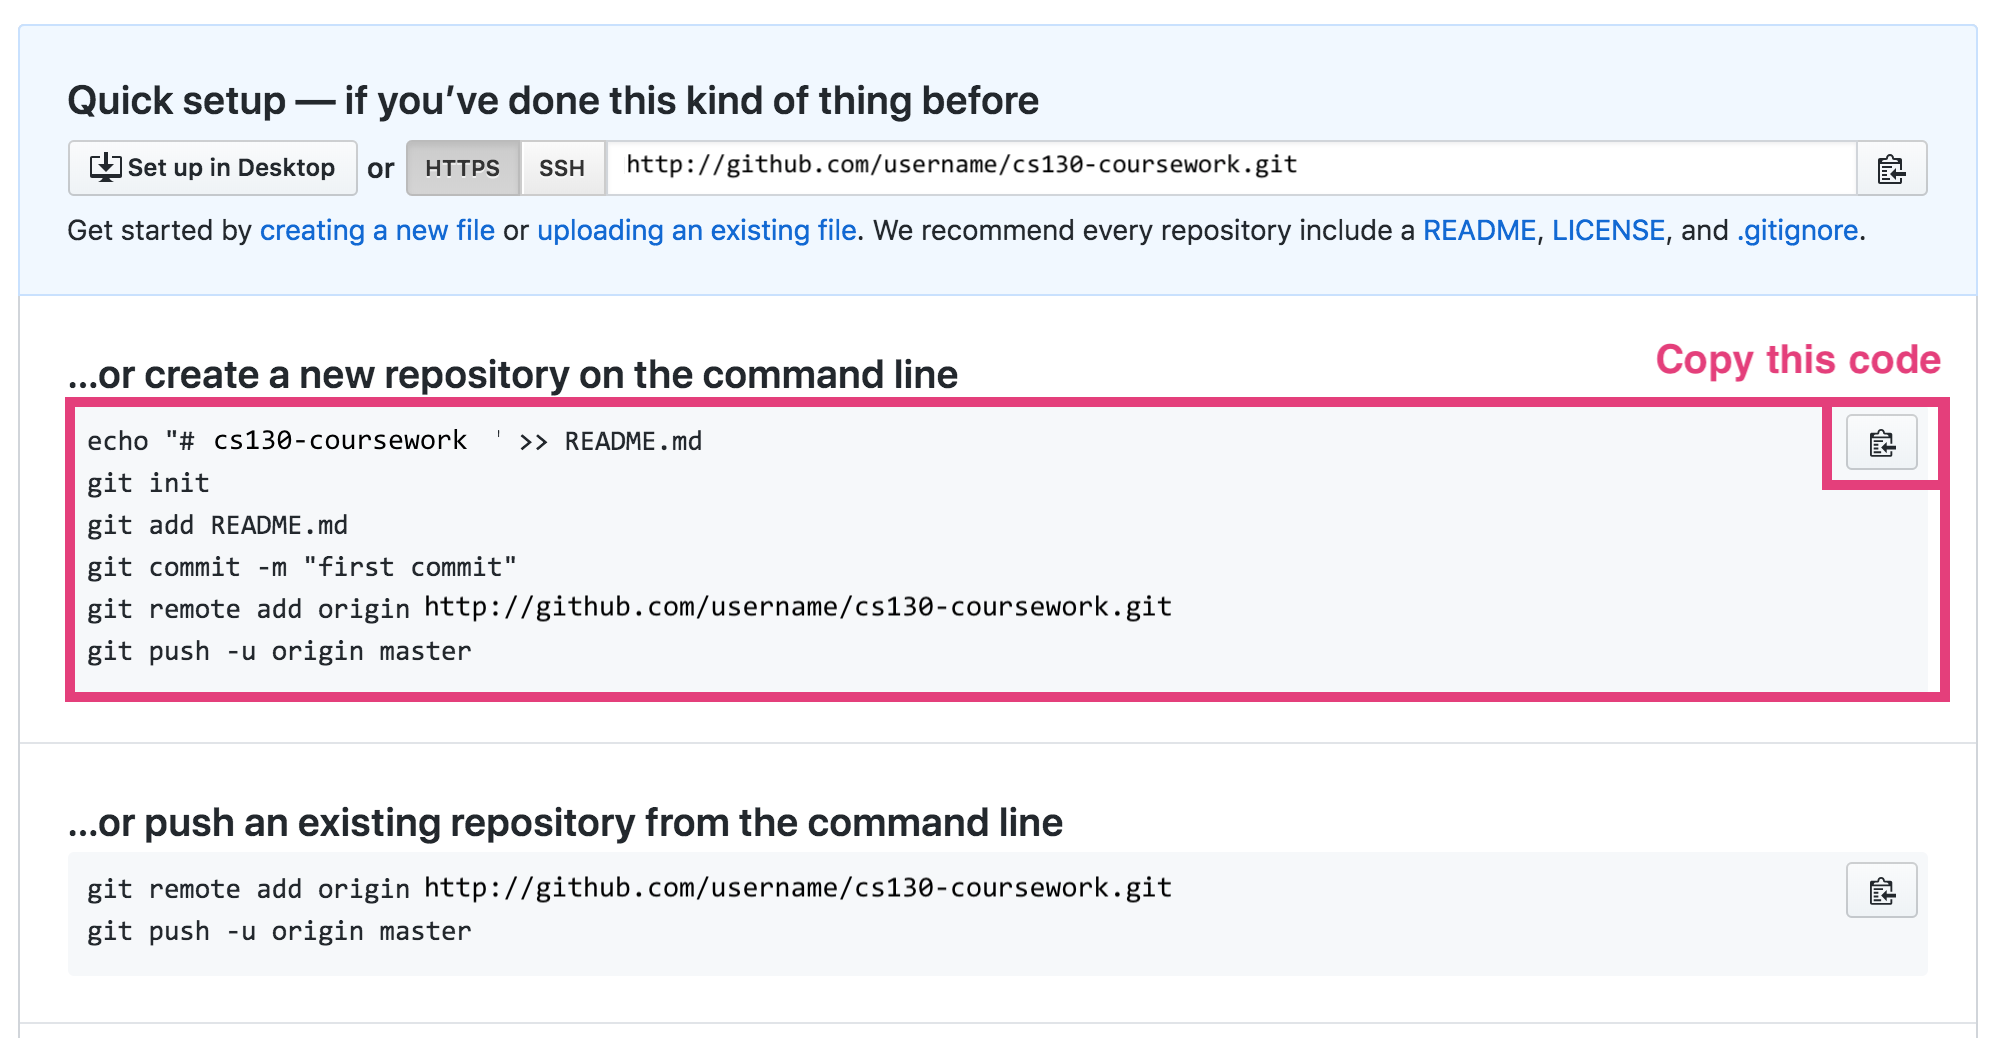 Quick setup — if you’ve done this kind of thing before
Set up in Desktop or HTTPS SSH http://github.com/username/cs130-coursework.git
Get started by creating a new file or uploading an existing file. We recommend every repository include a README, LICENSE, and .gitignore.
...or create a new repository on the command line
Copy this code
echo "# cs130-coursework ' >> README.md
git init
git add README.md
git commit -m "first commit"
git remote add origin http://github.com/username/cs130-coursework.git
git push -u origin master
...or push an existing repository from the command line
git remote add origin http://github.com/username/cs130-coursework.git
git push -u origin master